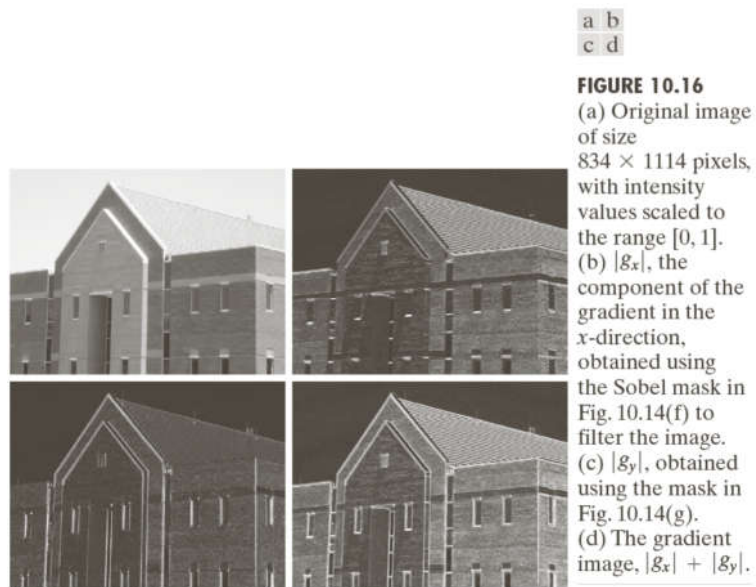 a b
c d
FIGURE 10.16
(a) Original image
of size
834 × 1114 pixels,
with intensity
values scaled to
the range [0, 1].
(b) |gₓ|, the
component of the
gradient in the
x-direction,
obtained using
the Sobel mask in
Fig. 10.14(f) to
filter the image.
(c) |gᵧ|, obtained
using the mask in
Fig. 10.14(g).
(d) The gradient
image, |gₓ| + |gᵧ|.